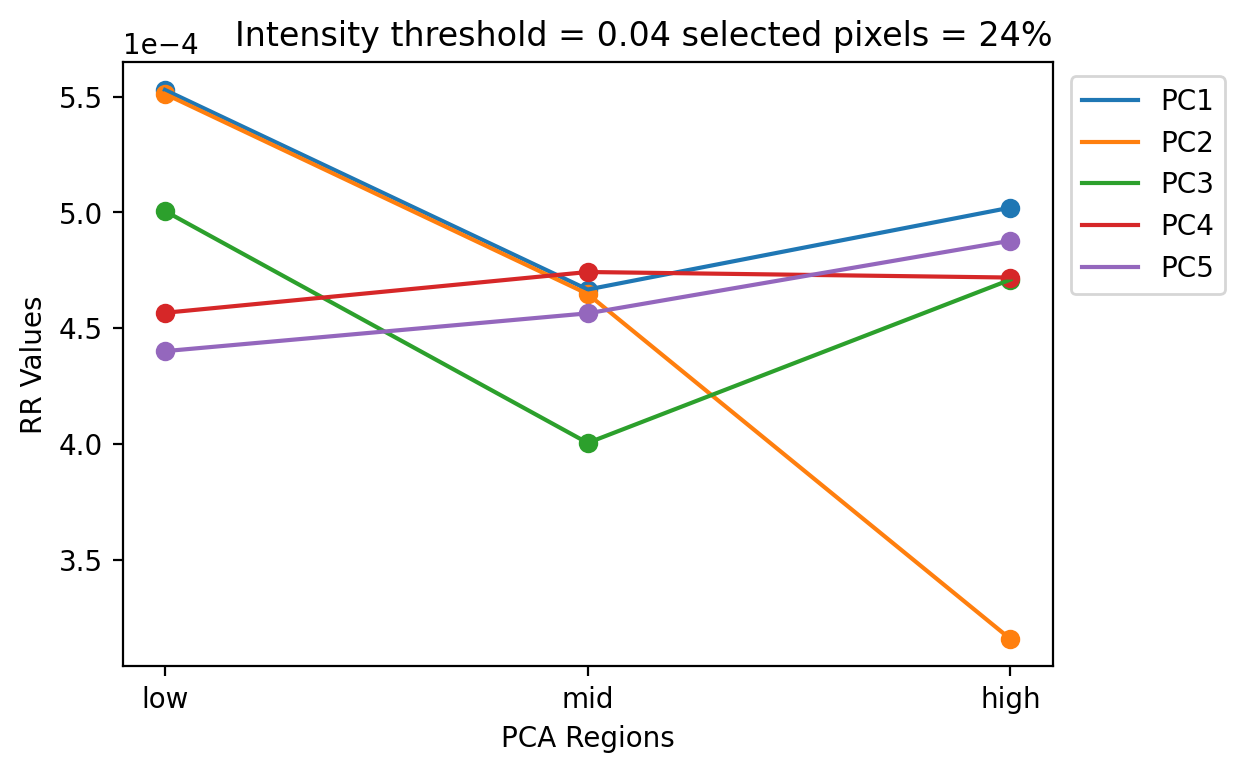 Intensity threshold = 0.04 selected pixels = 24%
1e−4
5.5
5.0
4.5
4.0
3.5
RR Values
low
mid
high
PCA Regions
PC1
PC2
PC3
PC4
PC5